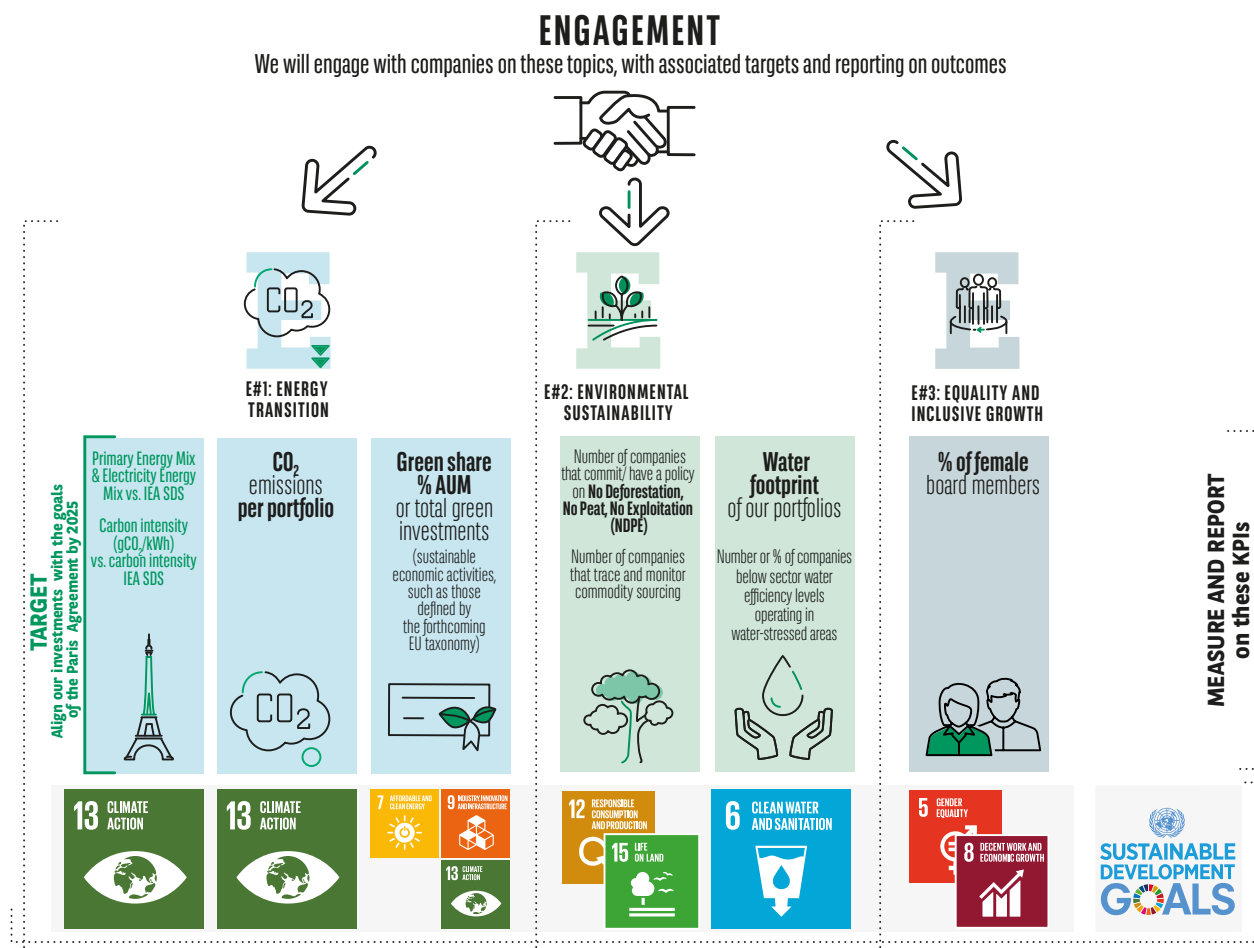 ENGAGEMENT
We will engage with companies on these topics, with associated targets and reporting on outcomes
CO2
E#1: ENERGY
TRANSITION
E#2: ENVIRONMENTAL
SUSTAINABILITY
E#3: EQUALITY AND
INCLUSIVE GROWTH
TARGET
Align our investments with the goals
of the Paris Agreement by 2025
Primary Energy Mix
& Electricity Energy
Mix vs. IEA SDS
Carbon intensity
(gCO2/kWh)
vs. carbon intensity
IEA SDS
CO2
emissions
per portfolio
CO2
Green share
% AUM
or total green
investments
(sustainable
economic activities,
such as those
defined by
the forthcoming
EU taxonomy)
Number of companies
that commit/ have a policy
on No Deforestation,
No Peat, No Exploitation
(NDPE)
Number of companies
that trace and monitor
commodity sourcing
Water
footprint
of our portfolios
Number or % of companies
below sector water
efficiency levels
operating in
water-stressed areas
% of female
board members
MEASURE AND REPORT
on these KPIs
13 CLIMATE
ACTION
13 CLIMATE
ACTION
7 AFFORDABLE AND
CLEAN ENERGY
9 INDUSTRY, INNOVATION
AND INFRASTRUCTURE
13 CLIMATE
ACTION
12 RESPONSIBLE
CONSUMPTION
AND PRODUCTION
15 LIFE
ON LAND
6 CLEAN WATER
AND SANITATION
5 GENDER
EQUALITY
8 DECENT WORK AND
ECONOMIC GROWTH
SUSTAINABLE
DEVELOPMENT
GOALS